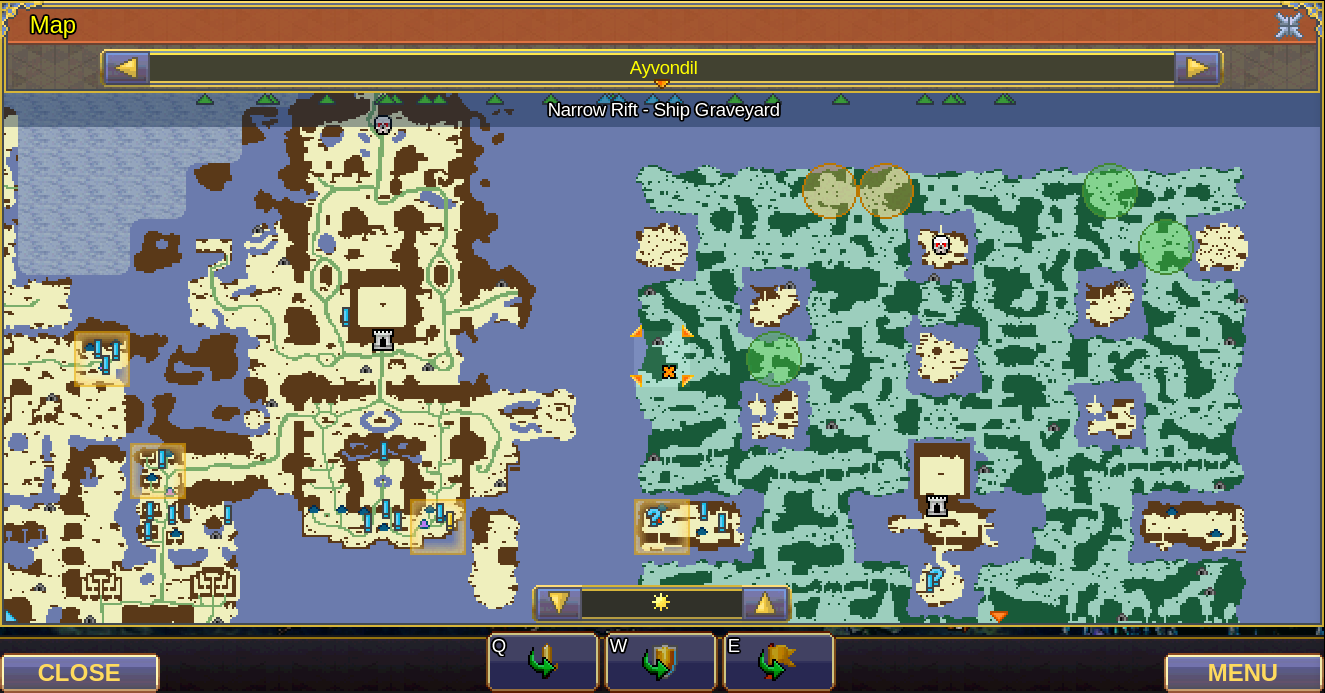 Map
Ayvondil
Narrow Rift - Ship Graveyard
Q
W
E
CLOSE
MENU